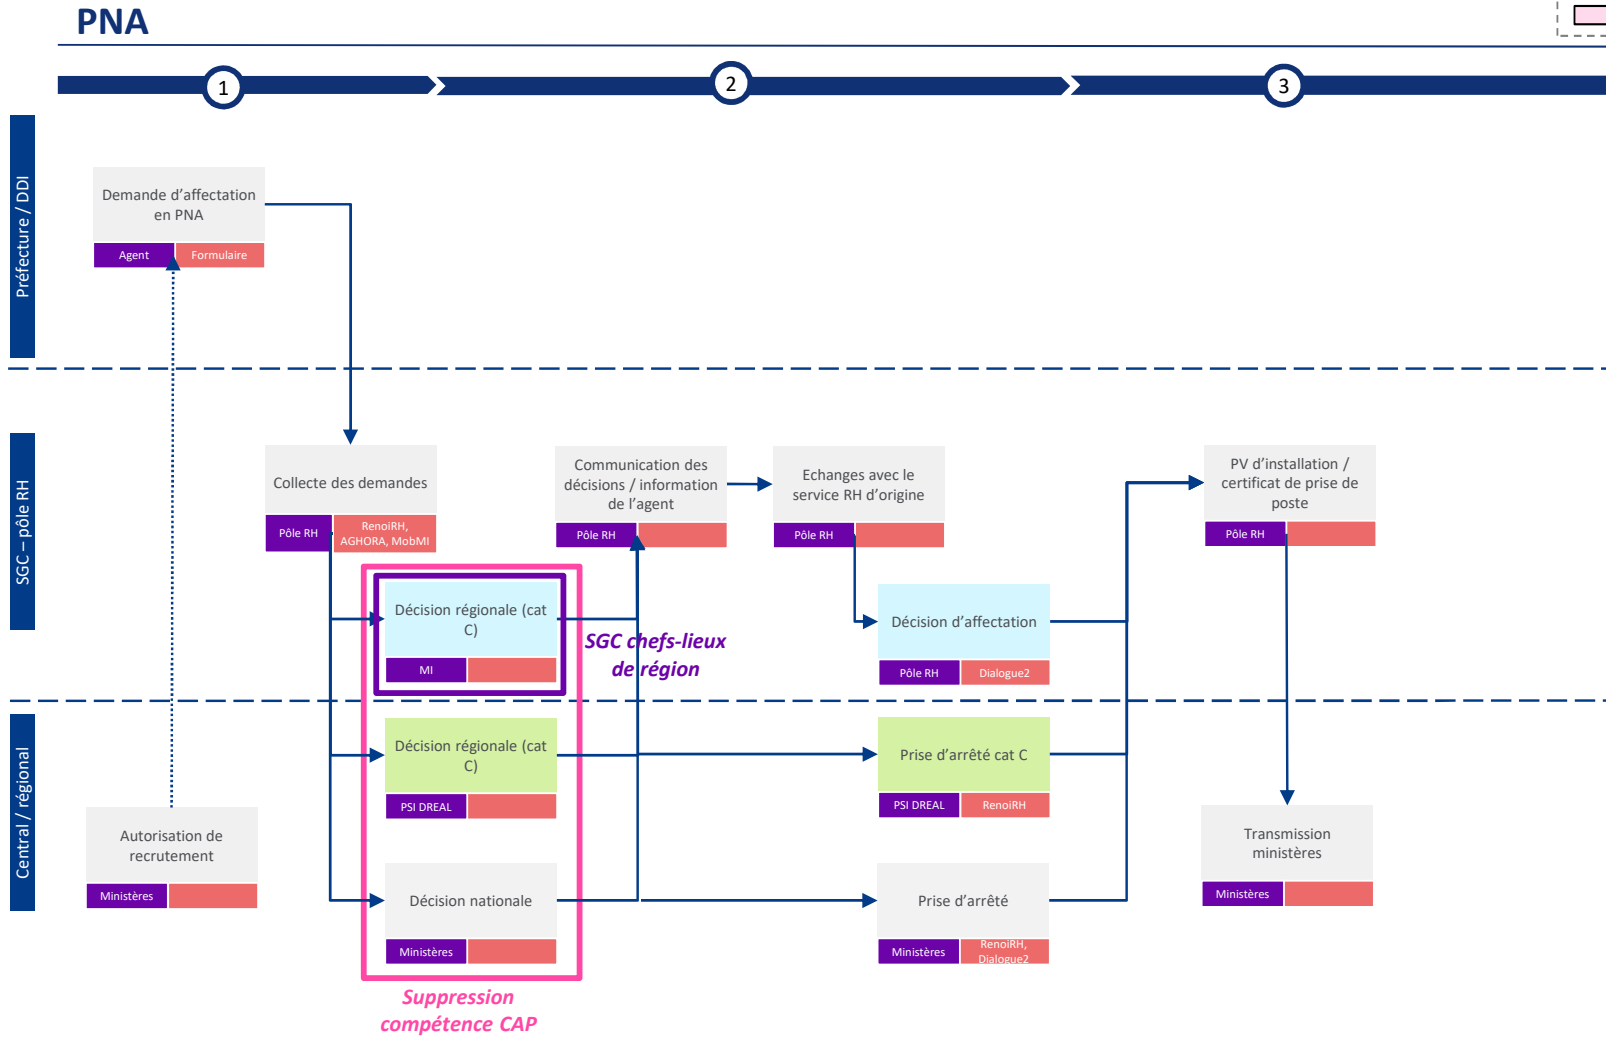 PNA
1
2
3
Préfecture / DDI
Demande d’affectation
en PNA
Agent
Formulaire
SGC – pôle RH
Collecte des demandes
Pôle RH
RenoiRH,
AGHORA, MobMI
Communication des
décisions / information
de l’agent
Pôle RH
Echanges avec le
service RH d’origine
Pôle RH
PV d’installation /
certificat de prise de
poste
Pôle RH
Décision régionale (cat
C)
MI
SGC chefs-lieux
de région
Décision d’affectation
Pôle RH
Dialogue2
Central / régional
Décision régionale (cat
C)
PSI DREAL
Prise d’arrêté cat C
PSI DREAL
RenoiRH
Autorisation de
recrutement
Ministères
Transmission
ministères
Ministères
Décision nationale
Ministères
Prise d’arrêté
Ministères
RenoiRH,
Dialogue2
Suppression
compétence CAP